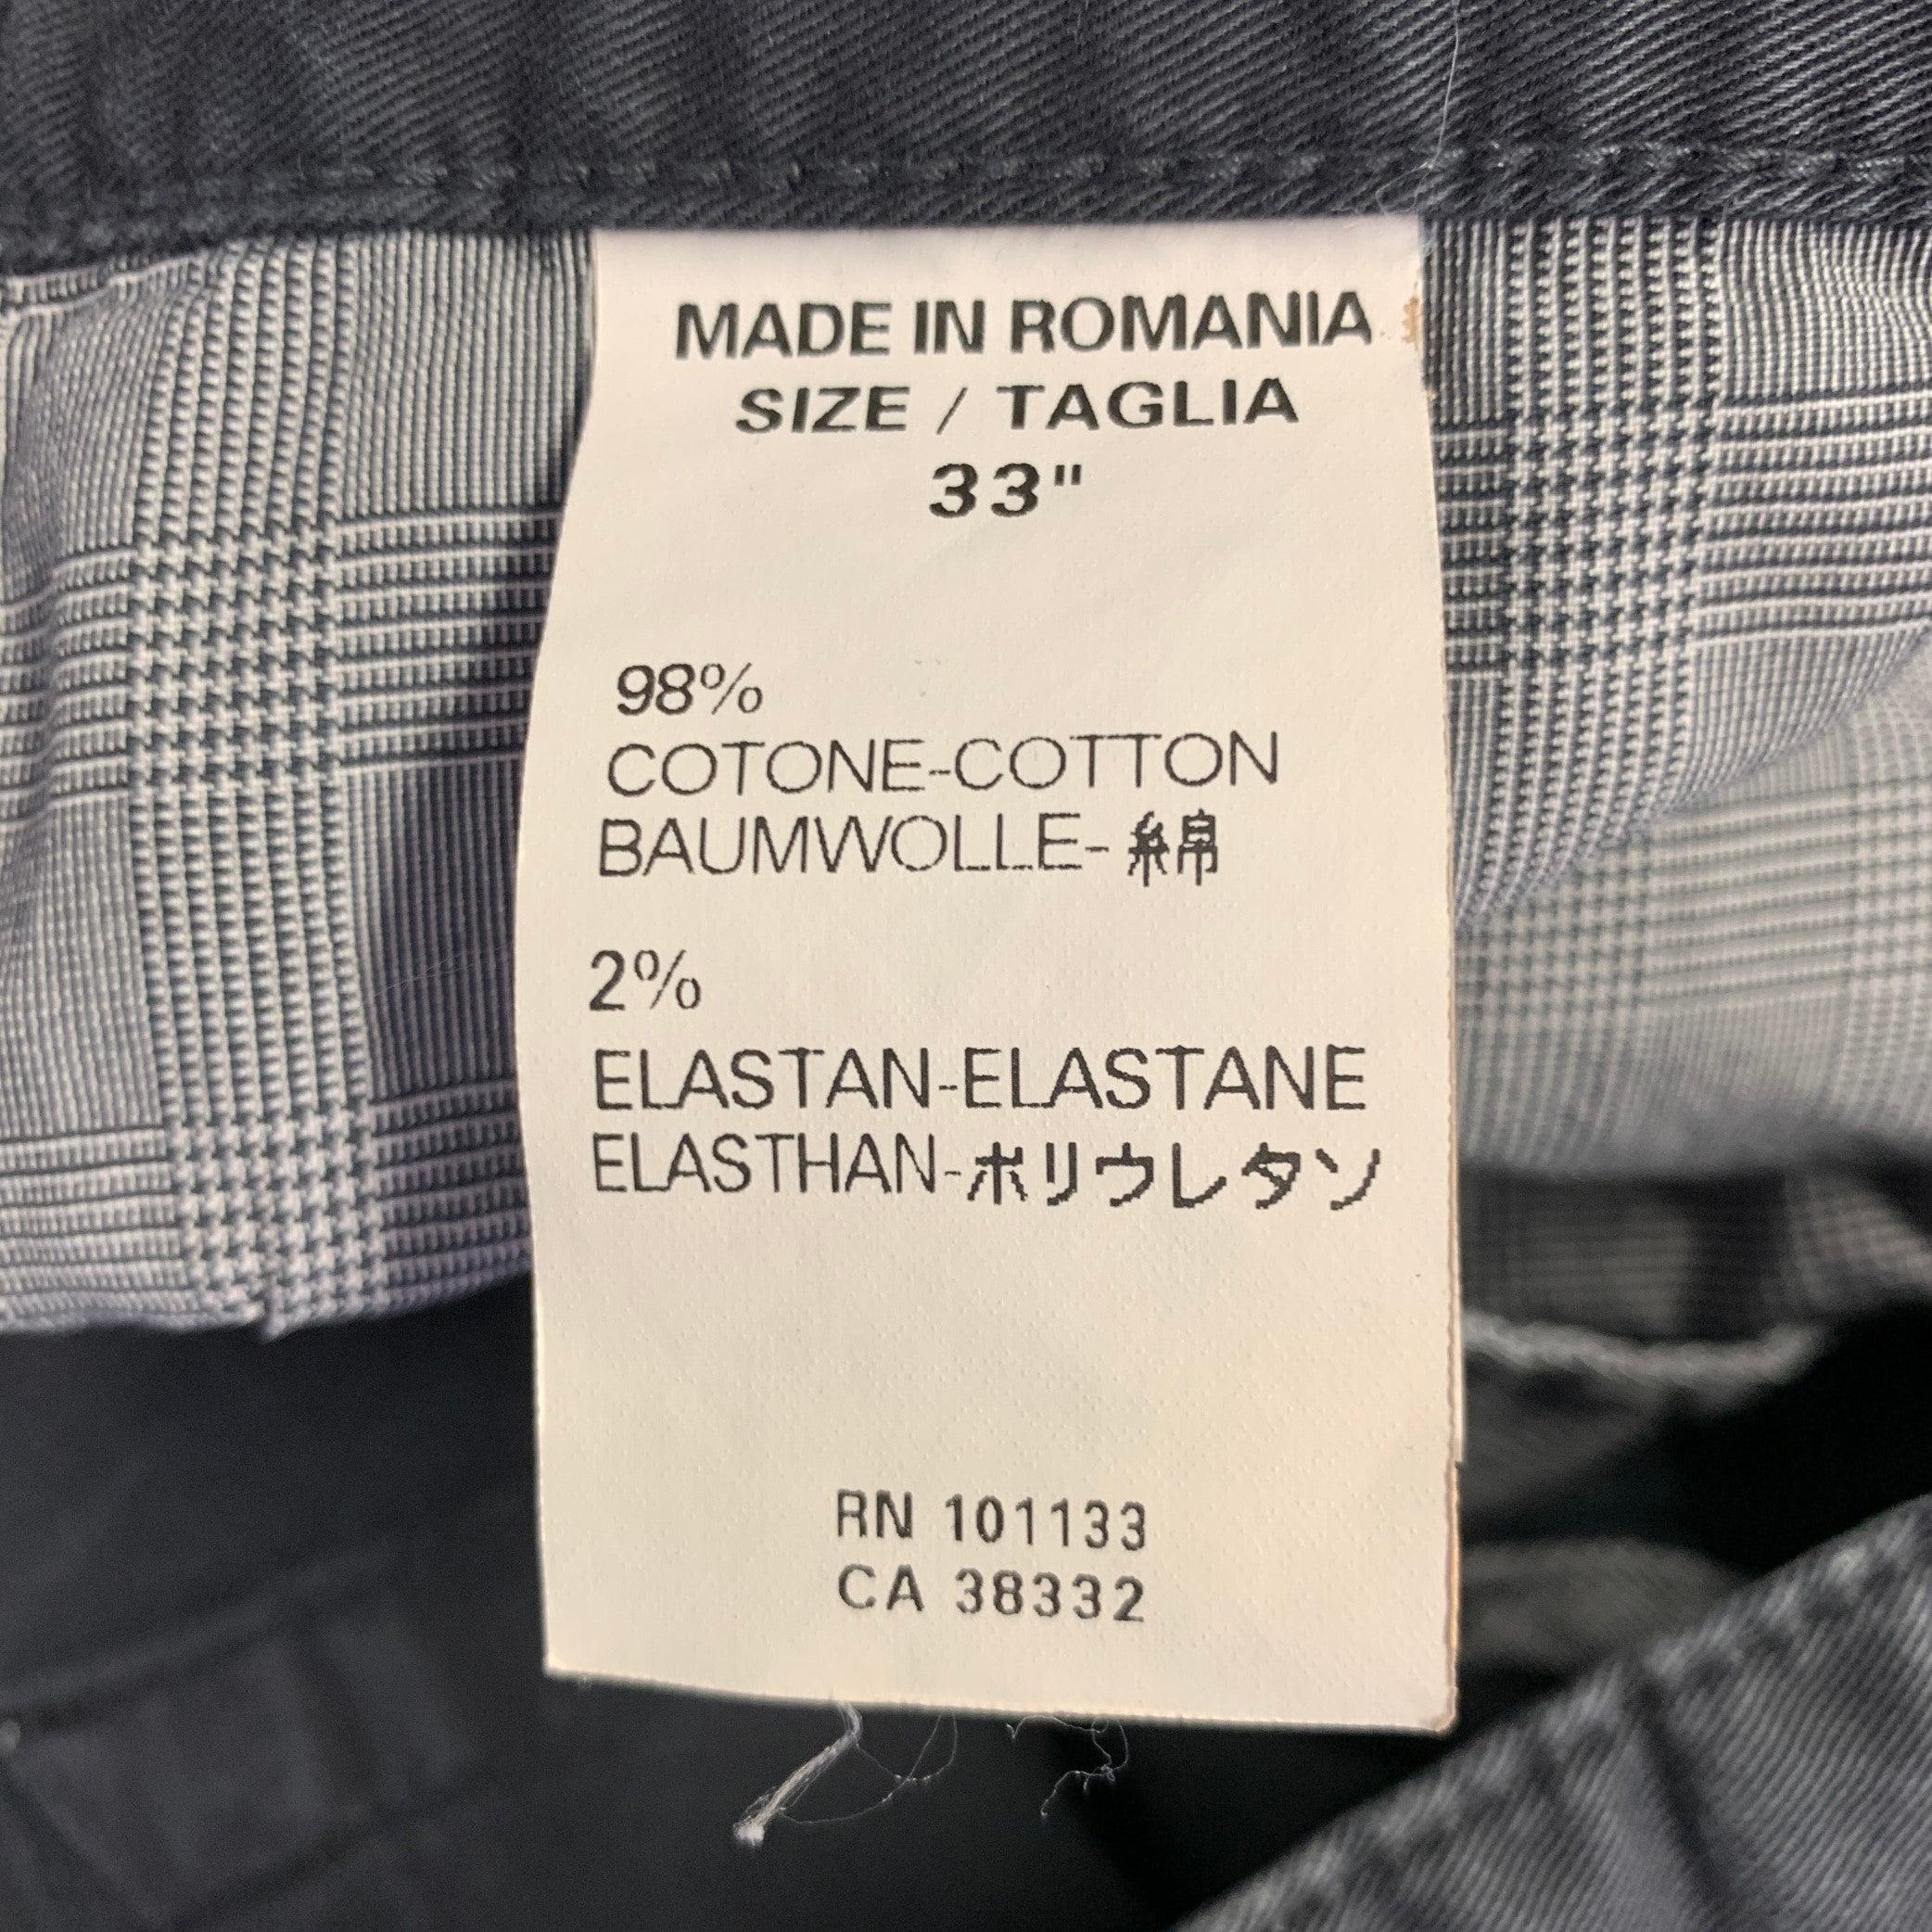 MADE IN ROMANIA
SIZE / TAGLIA
33"
98%
COTONE-COTTON
BAUMWOLLE-綿
2%
ELASTAN-ELASTANE
ELASTHAN-ポリウレタン
RN 101133
CA 38332